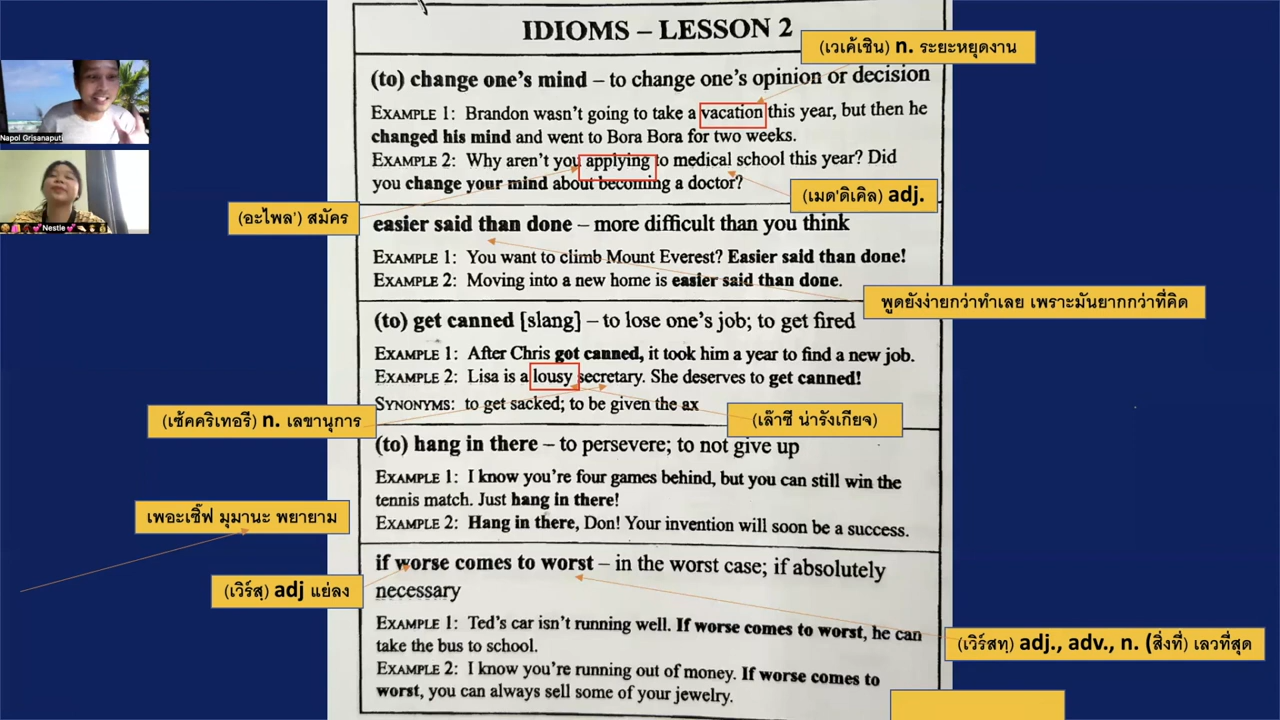 IDIOMS – LESSON 2
(เวเค้เชิน) n. ระยะหยุดงาน
(to) change one's mind – to change one's opinion or decision
EXAMPLE 1: Brandon wasn't going to take a vacation this year, but then he
changed his mind and went to Bora Bora for two weeks.
EXAMPLE 2: Why aren't you applying to medical school this year? Did
you change your mind about becoming a doctor?
(เมด'ดิเคิล) adj.
(อะไพล') สมัคร
Napol Grisanaputi
Nestle
easier said than done – more difficult than you think
EXAMPLE 1: You want to climb Mount Everest? Easier said than done!
EXAMPLE 2: Moving into a new home is easier said than done.
พูดยังง่ายกว่าทำเลย เพราะมันยากกว่าที่คิด
(to) get canned [slang] – to lose one's job; to get fired
EXAMPLE 1: After Chris got canned, it took him a year to find a new job.
EXAMPLE 2: Lisa is a lousy secretary. She deserves to get canned!
SYNONYMS: to get sacked; to be given the ax
(เซ้คคริเทอรี) n. เลขานุการ
(เล๊าซี น่ารังเกียจ)
(to) hang in there – to persevere; to not give up
EXAMPLE 1: I know you're four games behind, but you can still win the
tennis match. Just hang in there!
EXAMPLE 2: Hang in there, Don! Your invention will soon be a success.
เพอะเซิ๊ฟ มุมานะ พยายาม
if worse comes to worst – in the worst case; if absolutely
necessary
(เวิร์สฺ) adj แย่ลง
EXAMPLE 1: Ted's car isn't running well. If worse comes to worst, he can
take the bus to school.
(เวิร์สทฺ) adj., adv., n. (สิ่งที่) เลวที่สุด
EXAMPLE 2: I know you're running out of money. If worse comes to
worst, you can always sell some of your jewelry.